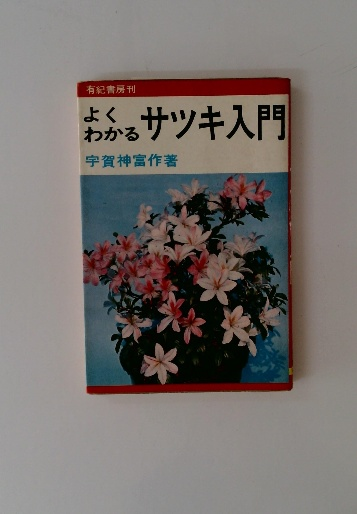 有紀書房刊
よく
わかる サツキ入門
宇賀神富作著